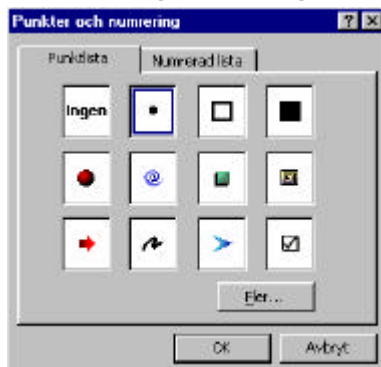 Punkter och numrering
Punktlista Numrerad lista
Ingen
Fler...
OK Avbryt